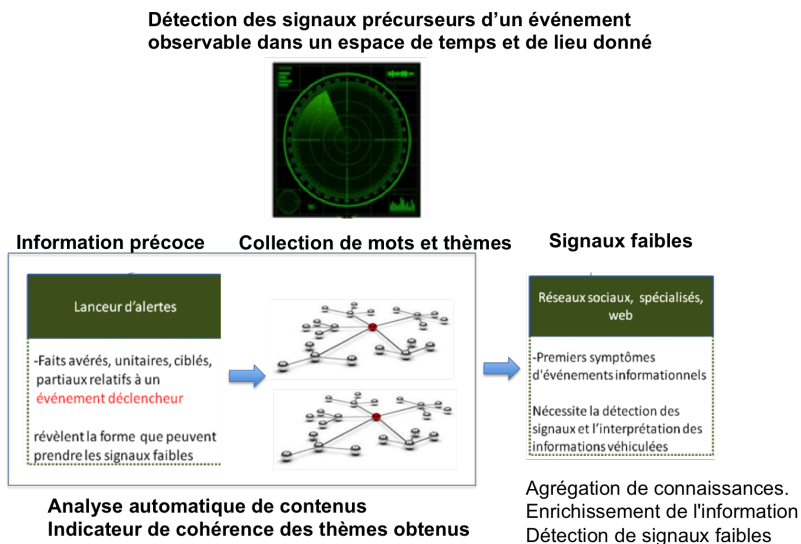 Détection des signaux précurseurs d’un événement
observable dans un espace de temps et de lieu donné
Information précoce
Collection de mots et thèmes
Signaux faibles
Lanceur d’alertes
-Faits avérés, unitaires, ciblés,
partiaux relatifs à un
événement déclencheur
révèlent la forme que peuvent
prendre les signaux faibles
Réseaux sociaux, spécialisés,
web
-Premiers symptômes
d'événements informationnels
Nécessite la détection des
signaux et l’interprétation des
informations véhiculées
Analyse automatique de contenus
Indicateur de cohérence des thèmes obtenus
Agrégation de connaissances.
Enrichissement de l'information
Détection de signaux faibles